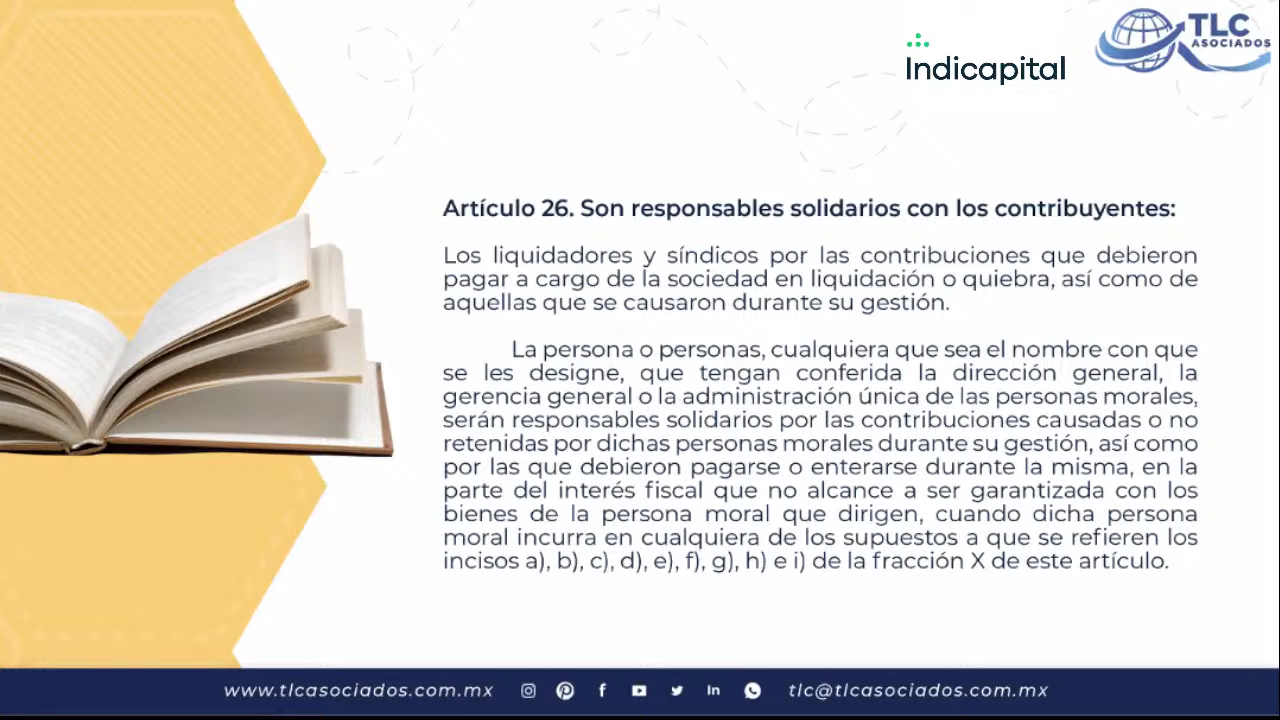 Indicapital
TLC
ASOCIADOS
Artículo 26. Son responsables solidarios con los contribuyentes:
Los liquidadores y síndicos por las contribuciones que debieron
pagar a cargo de la sociedad en liquidación o quiebra, así como de
aquellas que se causaron durante su gestión.
La persona o personas, cualquiera que sea el nombre con que
se les designe, que tengan conferida la dirección general, la
gerencia general o la administración única de las personas morales,
serán responsables solidarios por las contribuciones causadas o no
retenidas por dichas personas morales durante su gestión, así como
por las que debieron pagarse o enterarse durante la misma, en la
parte del interés fiscal que no alcance a ser garantizada con los
bienes de la persona moral que dirigen, cuando dicha persona
moral incurra en cualquiera de los supuestos a que se refieren los
incisos a), b), c), d), e), f), g), h) e i) de la fracción X de este artículo.
www.tlcasociados.com.mx tlc@tlcasociados.com.mx